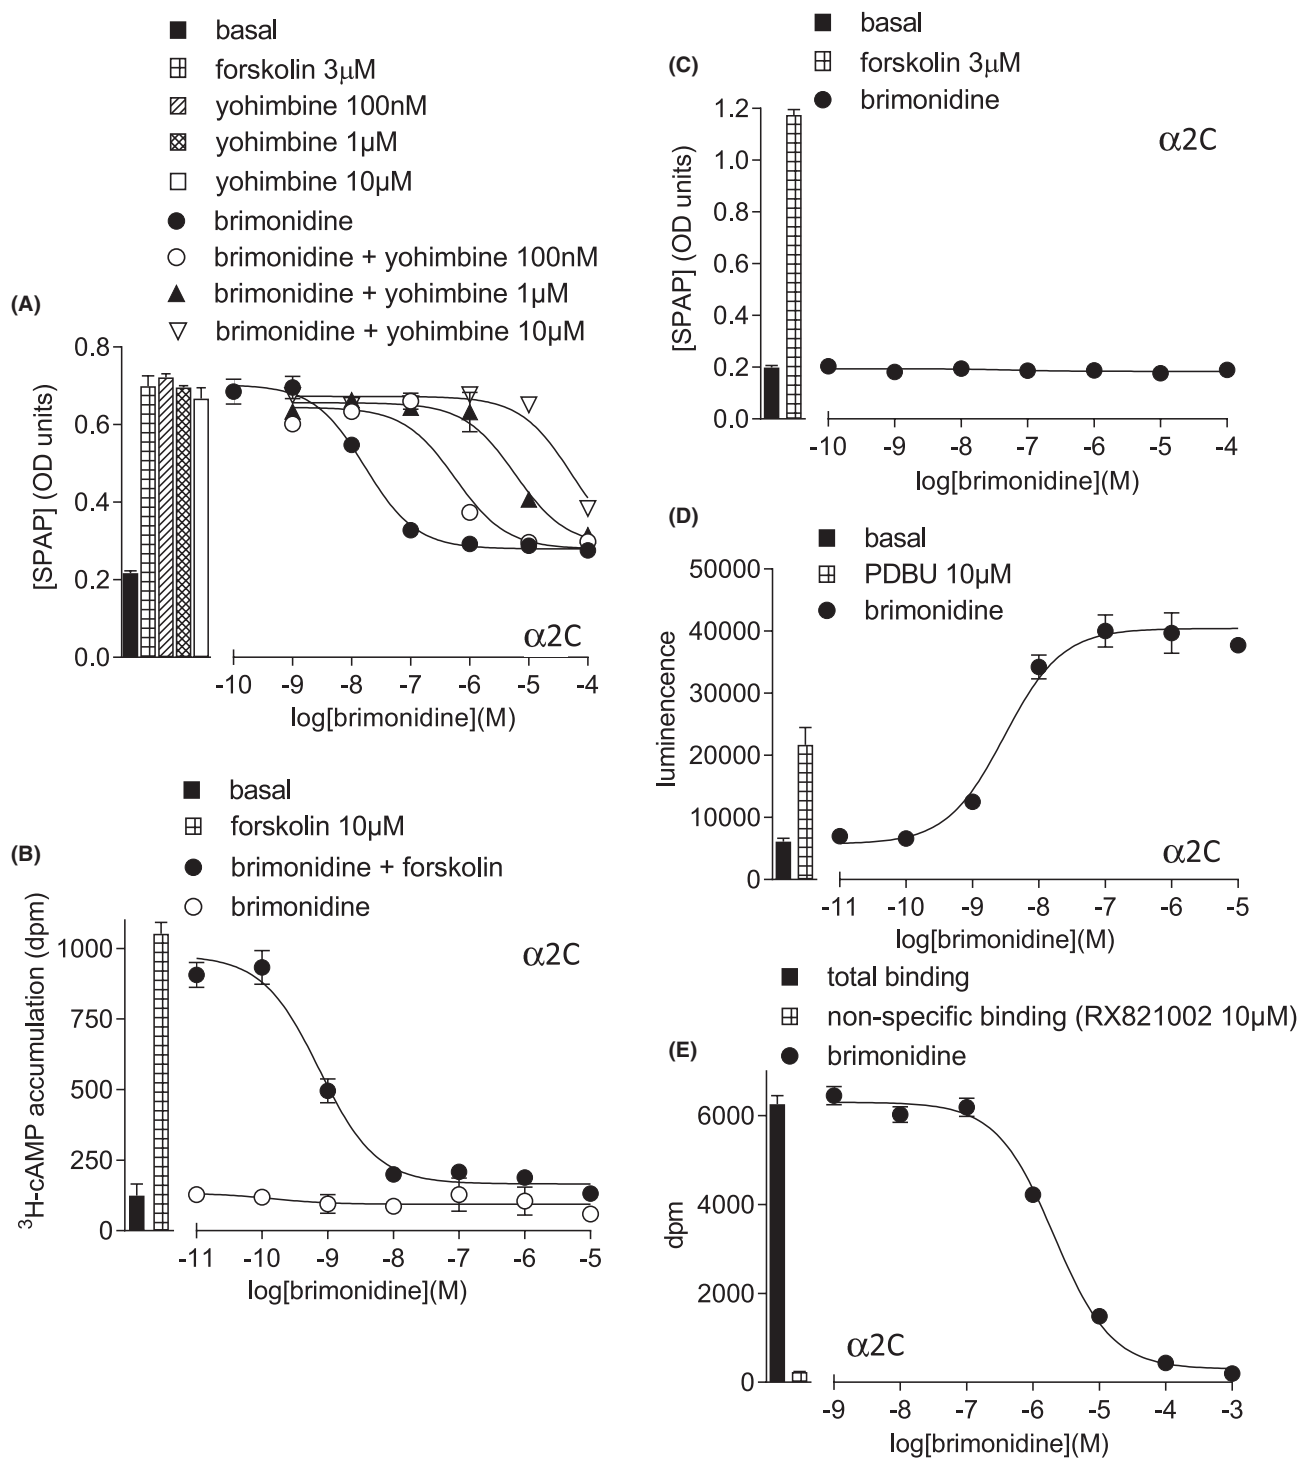 basal
forskolin 3μM
yohimbine 100nM
yohimbine 1μM
yohimbine 10μM
brimonidine
brimonidine + yohimbine 100nM
brimonidine + yohimbine 1μM
brimonidine + yohimbine 10μM
(A)
[SPAP] (OD units)
0.8
0.6
0.4
0.2
0.0
α2C
-10 -9 -8 -7 -6 -5 -4
log[brimonidine](M)
basal
forskolin 10μM
brimonidine + forskolin
brimonidine
(B)
³H-cAMP accumulation (dpm)
1000
750
500
250
0
α2C
-11 -10 -9 -8 -7 -6 -5
log[brimonidine](M)
basal
forskolin 3μM
brimonidine
(C)
[SPAP] (OD units)
1.2
1.0
0.8
0.6
0.4
0.2
0.0
α2C
-10 -9 -8 -7 -6 -5 -4
log[brimonidine](M)
(D)
basal
PDBU 10μM
brimonidine
luminencence
50000
40000
30000
20000
10000
0
α2C
-11 -10 -9 -8 -7 -6 -5
log[brimonidine](M)
total binding
non-specific binding (RX821002 10μM)
brimonidine
(E)
dpm
6000
4000
2000
0
α2C
-9 -8 -7 -6 -5 -4 -3
log[brimonidine](M)